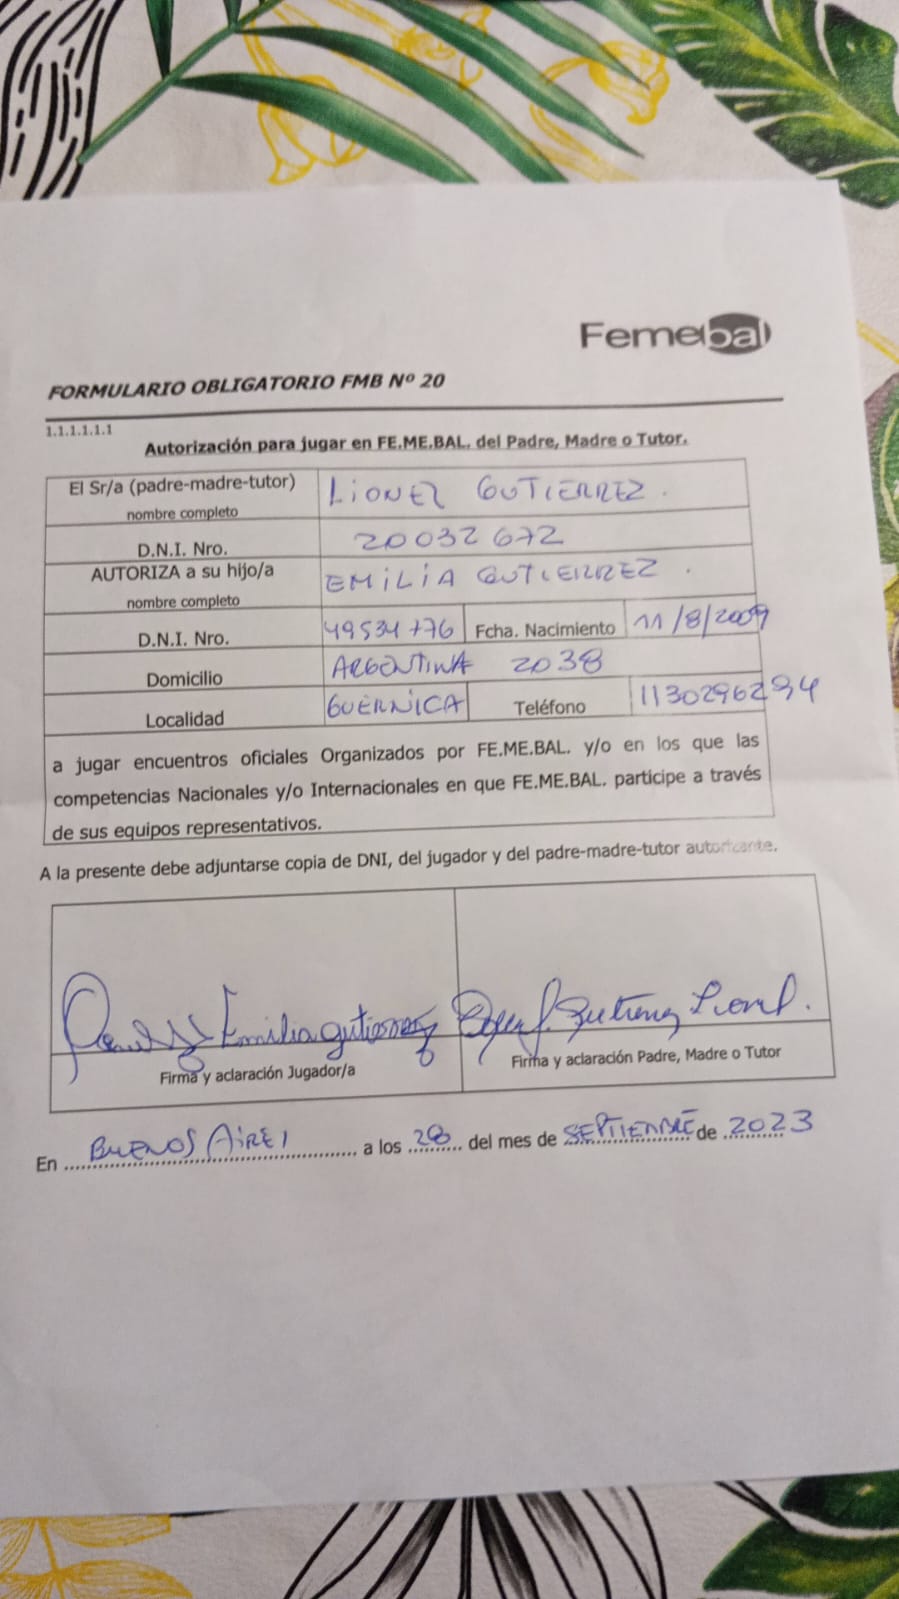 Femebal
FORMULARIO OBLIGATORIO FMB Nº 20
1.1.1.1.1.1
Autorización para jugar en FE.ME.BAL. del Padre, Madre o Tutor.
El Sr/a (padre-madre-tutor) nombre completo LIONEL GUTIERREZ.
D.N.I. Nro. 20032672
AUTORIZA a su hijo/a nombre completo EMILIA GUTIERREZ.
D.N.I. Nro. 49534776 Fcha. Nacimiento 11/8/2009
Domicilio ARGENTINA 2038
Localidad GUERNICA Teléfono 1130296294
a jugar encuentros oficiales Organizados por FE.ME.BAL. y/o en los que las
competencias Nacionales y/o Internacionales en que FE.ME.BAL. participe a través
de sus equipos representativos.
A la presente debe adjuntarse copia de DNI, del jugador y del padre-madre-tutor autorizante.
Emilia gutierrez Gutierrez Lionel.
Firma y aclaración Jugador/a Firma y aclaración Padre, Madre o Tutor
En BUENOS AIRES a los 28 del mes de SEPTIEMBRE de 2023